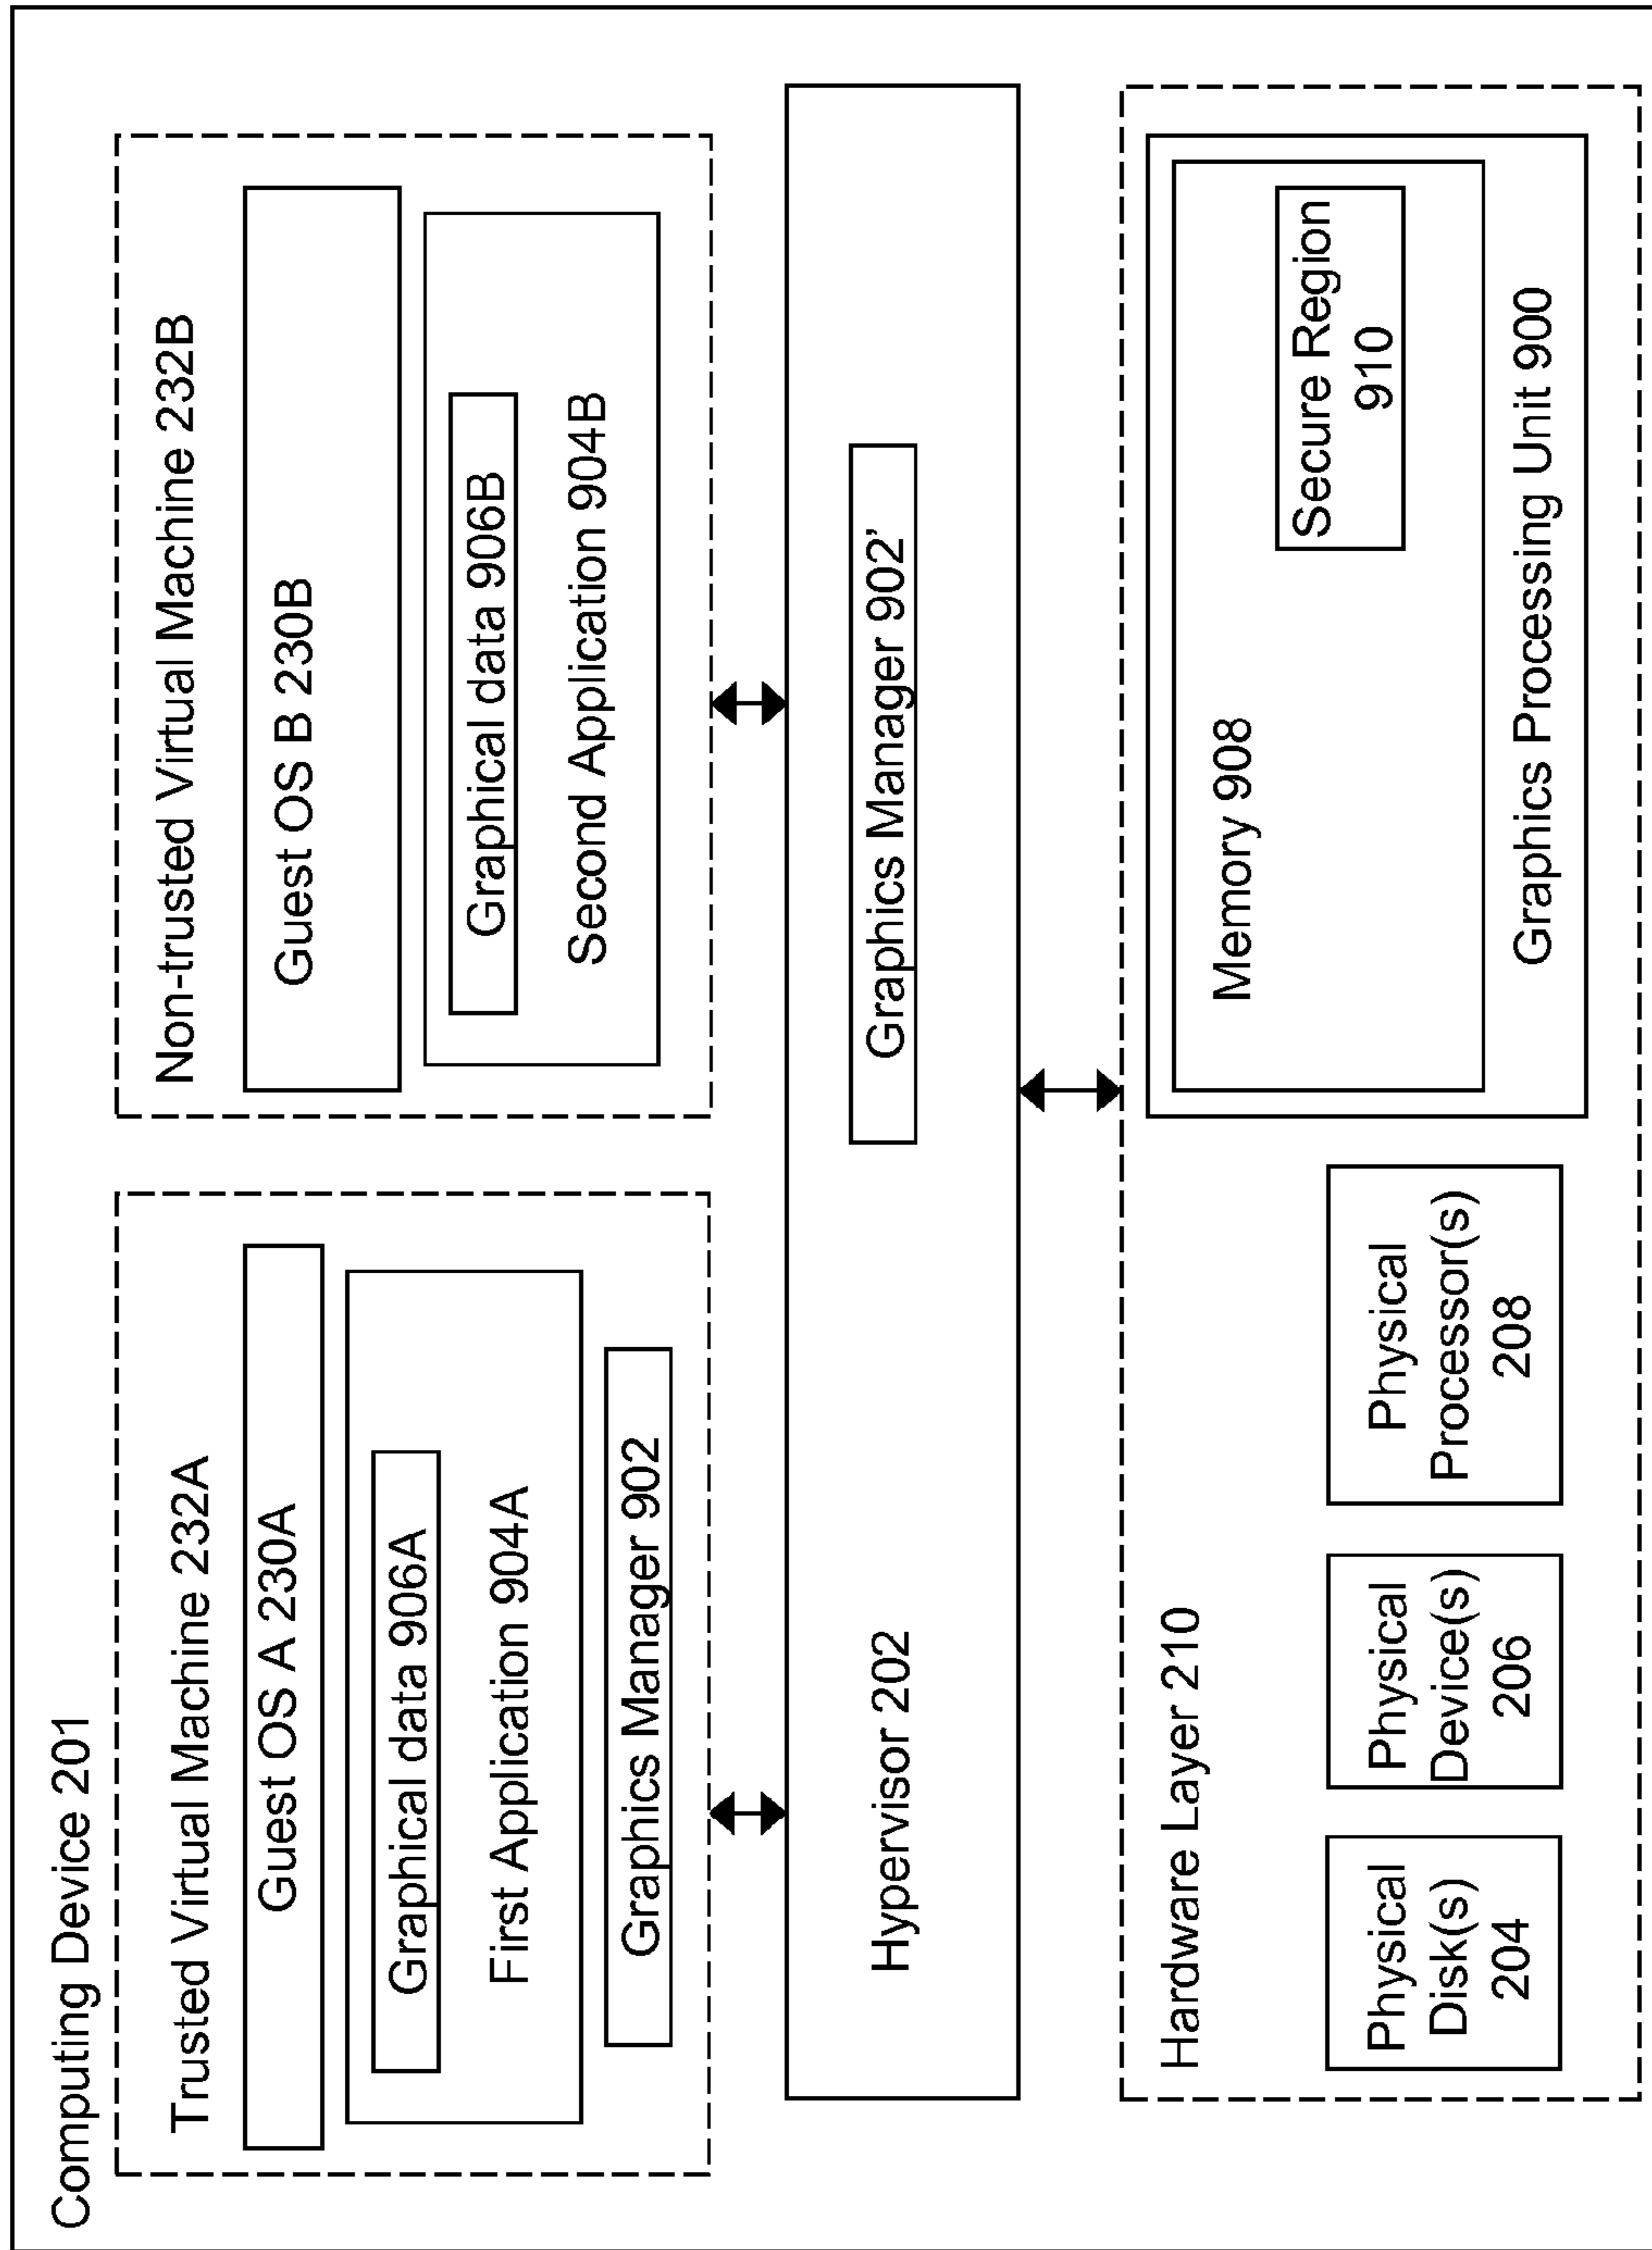 Computing Device 201
Trusted Virtual Machine 232A
Guest OS A 230A
Graphical data 906A
First Application 904A
Graphics Manager 902
Non-trusted Virtual Machine 232B
Guest OS B 230B
Graphical data 906B
Second Application 904B
Hypervisor 202
Graphics Manager 902’
Hardware Layer 210
Physical
Disk(s)
204
Physical
Device(s)
206
Physical
Processor(s)
208
Memory 908
Secure Region
910
Graphics Processing Unit 900